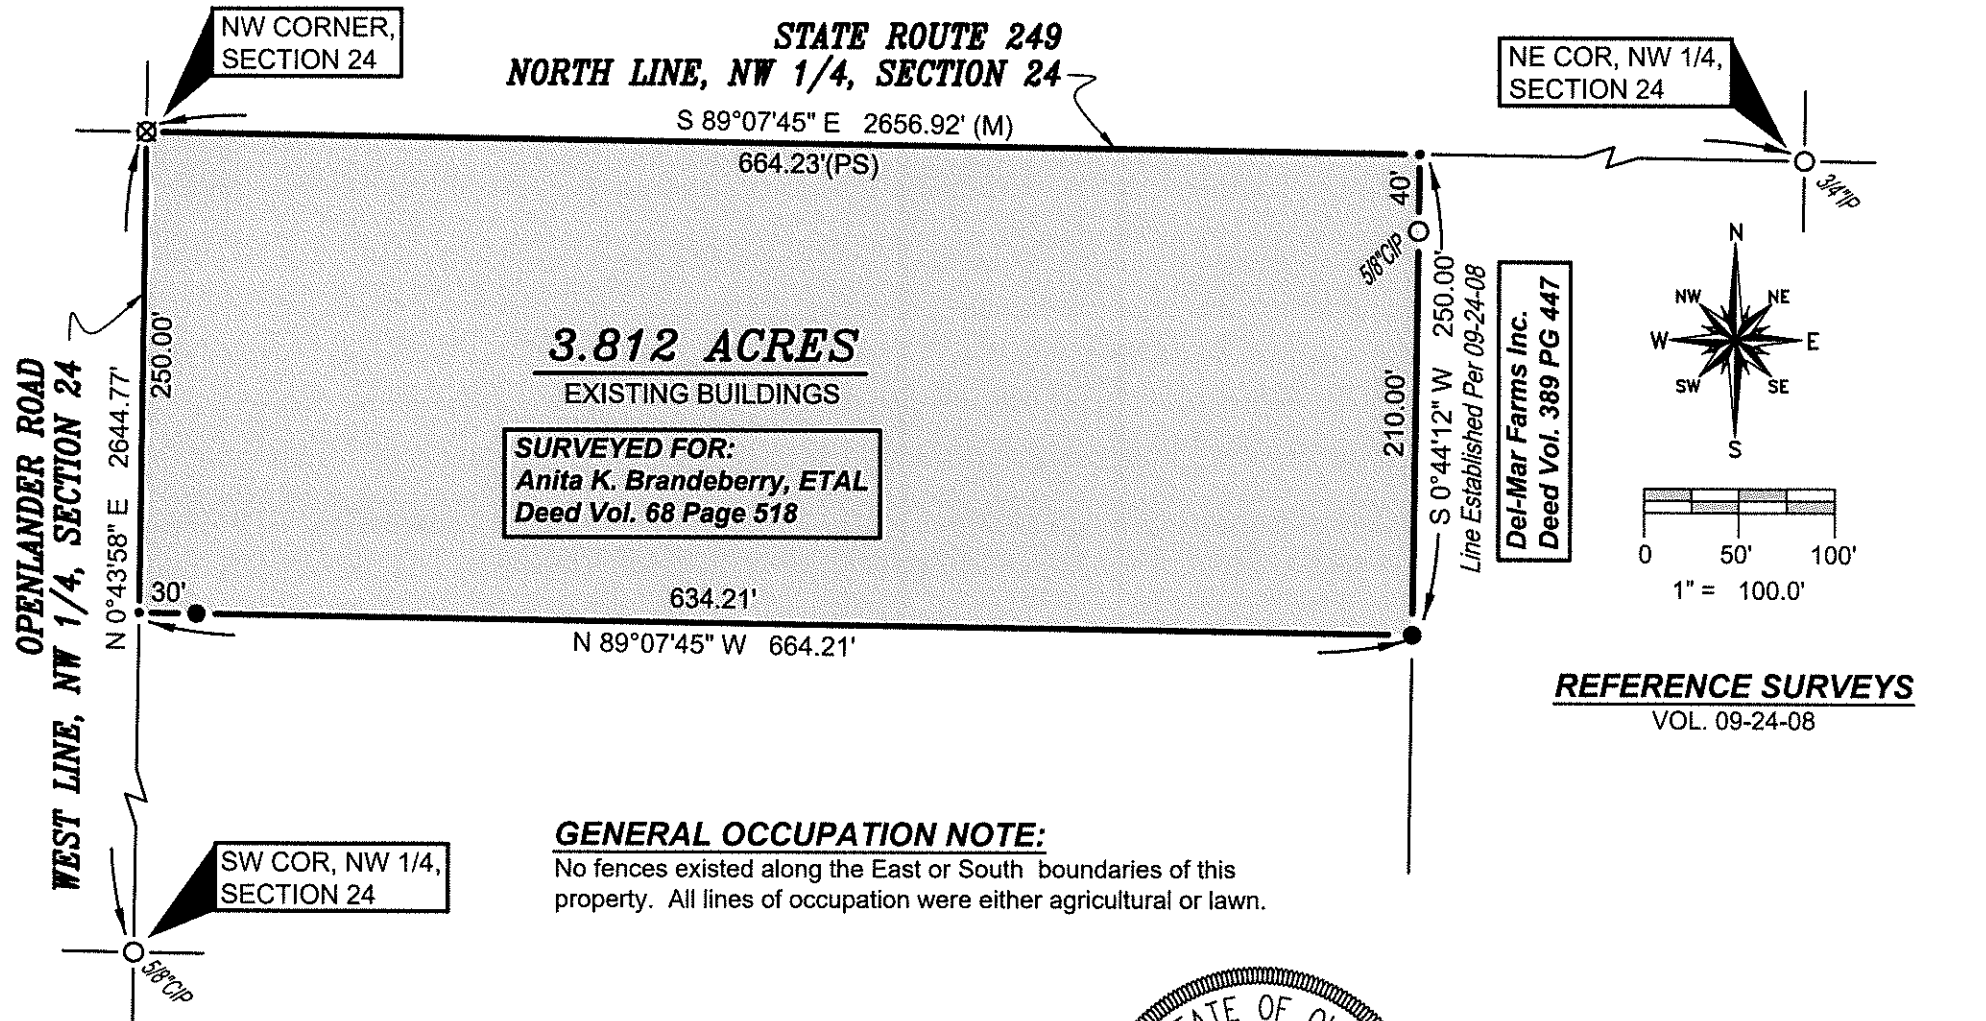 NW CORNER,
SECTION 24
STATE ROUTE 249
NORTH LINE, NW 1/4, SECTION 24
NE COR, NW 1/4,
SECTION 24
S 89°07'45" E 2656.92' (M)
664.23'(PS)
3/4"IP
40'
5/8"CIP
250.00'
S 0°44'12" W 250.00'
Line Established Per 09-24-08
210.00'
Del-Mar Farms Inc.
Deed Vol. 389 PG 447
N
NW
NE
W
E
SW
SE
S
3.812 ACRES
EXISTING BUILDINGS
SURVEYED FOR:
Anita K. Brandeberry, ETAL
Deed Vol. 68 Page 518
OPENLANDER ROAD
WEST LINE, NW 1/4, SECTION 24
N 0°43'58" E 2644.77'
0 50' 100'
1" = 100.0'
30'
634.21'
N 89°07'45" W 664.21'
REFERENCE SURVEYS
VOL. 09-24-08
GENERAL OCCUPATION NOTE:
No fences existed along the East or South boundaries of this
property. All lines of occupation were either agricultural or lawn.
SW COR, NW 1/4,
SECTION 24
5/8"CIP
OF